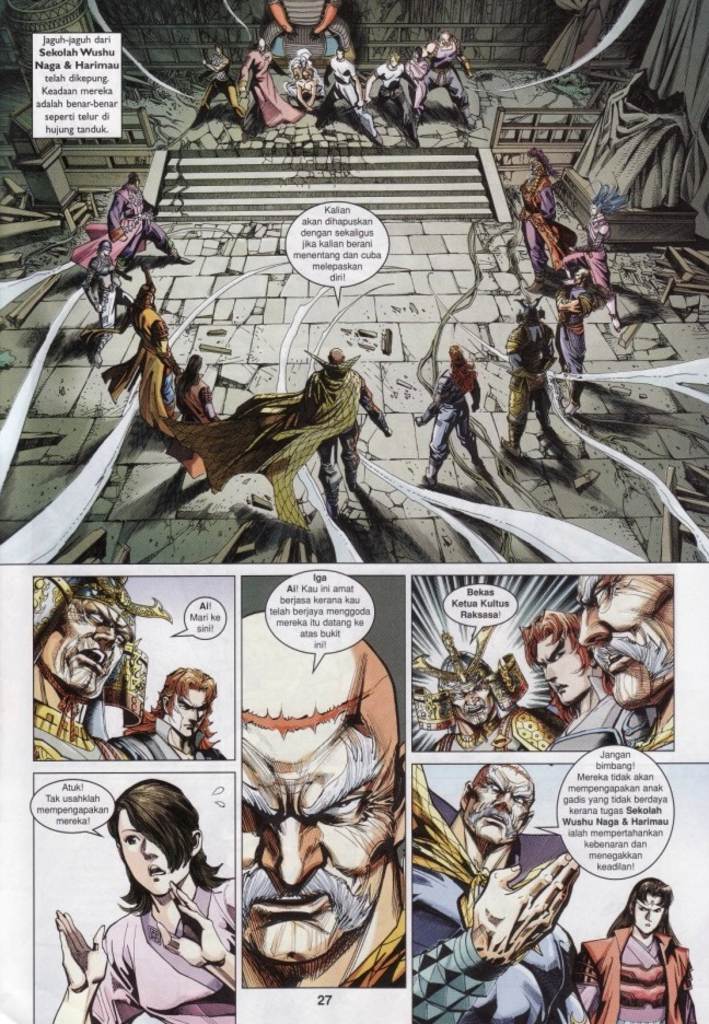 Jaguh-jaguh dari
Sekolah Wushu
Naga & Harimau
telah dikepung.
Keadaan mereka
adalah benar-benar
seperti telur di
hujung tanduk.
Kalian
akan dihapuskan
dengan sekaligus
jika kalian berani
menentang dan cuba
melepaskan
diri!
Ai!
Mari ke
sini!
Iga
Ai! Kau ini amat
berjasa kerana kau
telah berjaya menggoda
mereka itu datang ke
atas bukit
ini!
Bekas
Ketua Kultus
Raksasa!
Atuk!
Tak usahklah
mempengapakan
mereka!
Jangan
bimbang!
Mereka tidak akan
mempengapakan anak
gadis yang tidak berdaya
kerana tugas Sekolah
Wushu Naga & Harimau
ialah mempertahankan
kebenaran dan
menegakkan
keadilan!
27